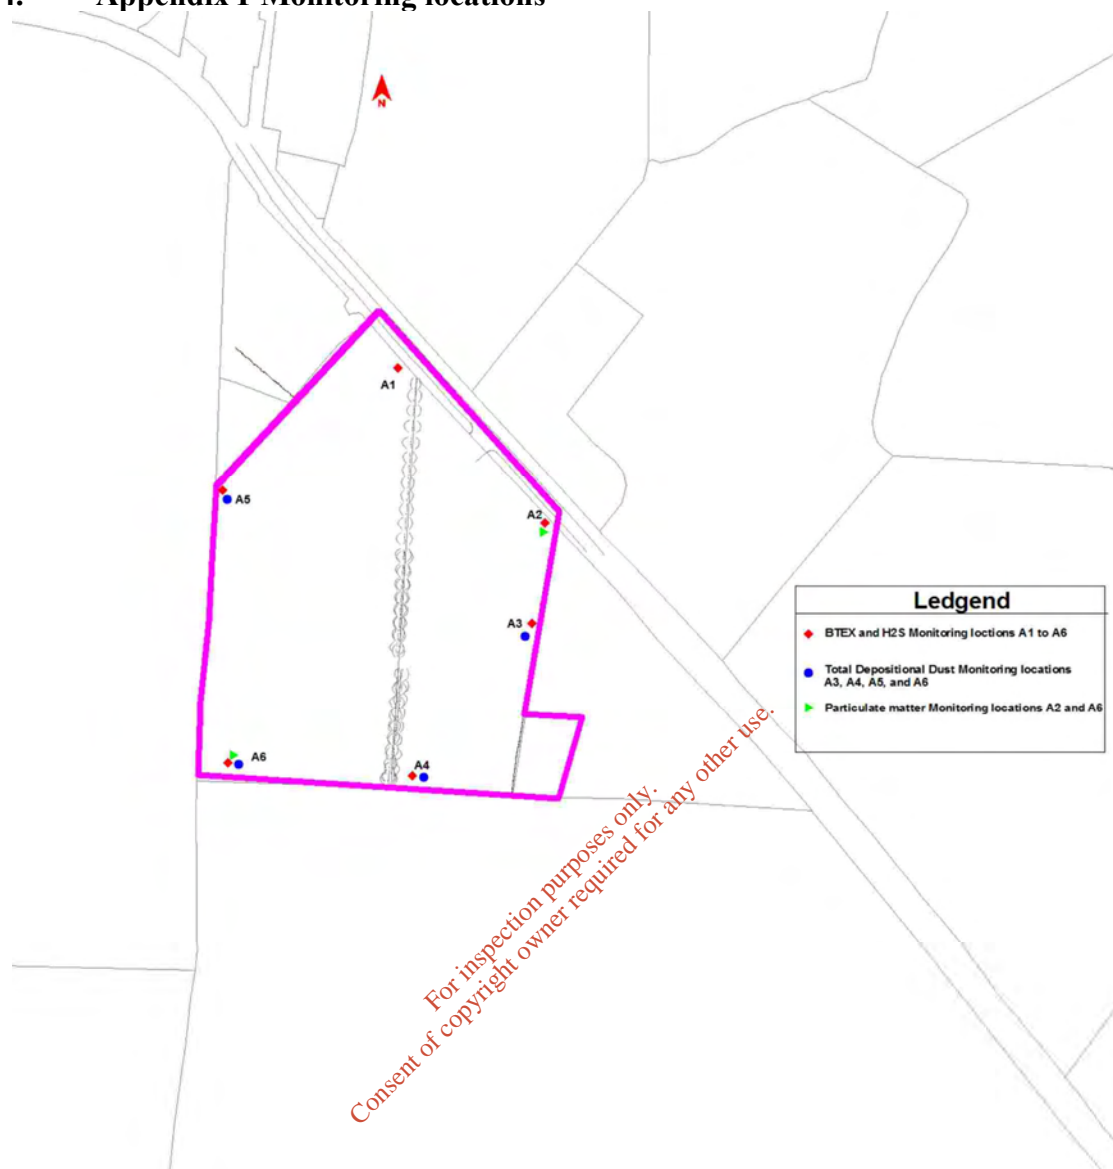 4. Appendix I Monitoring locations
N
A1
A5
A2
A3
A6
A4
Ledgend
BTEX and H2S Monitoring loctions A1 to A6
Total Depositional Dust Monitoring locations
A3, A4, A5, and A6
Particulate matter Monitoring locations A2 and A6
For inspection purposes only.
Consent of copyright owner required for any other use.